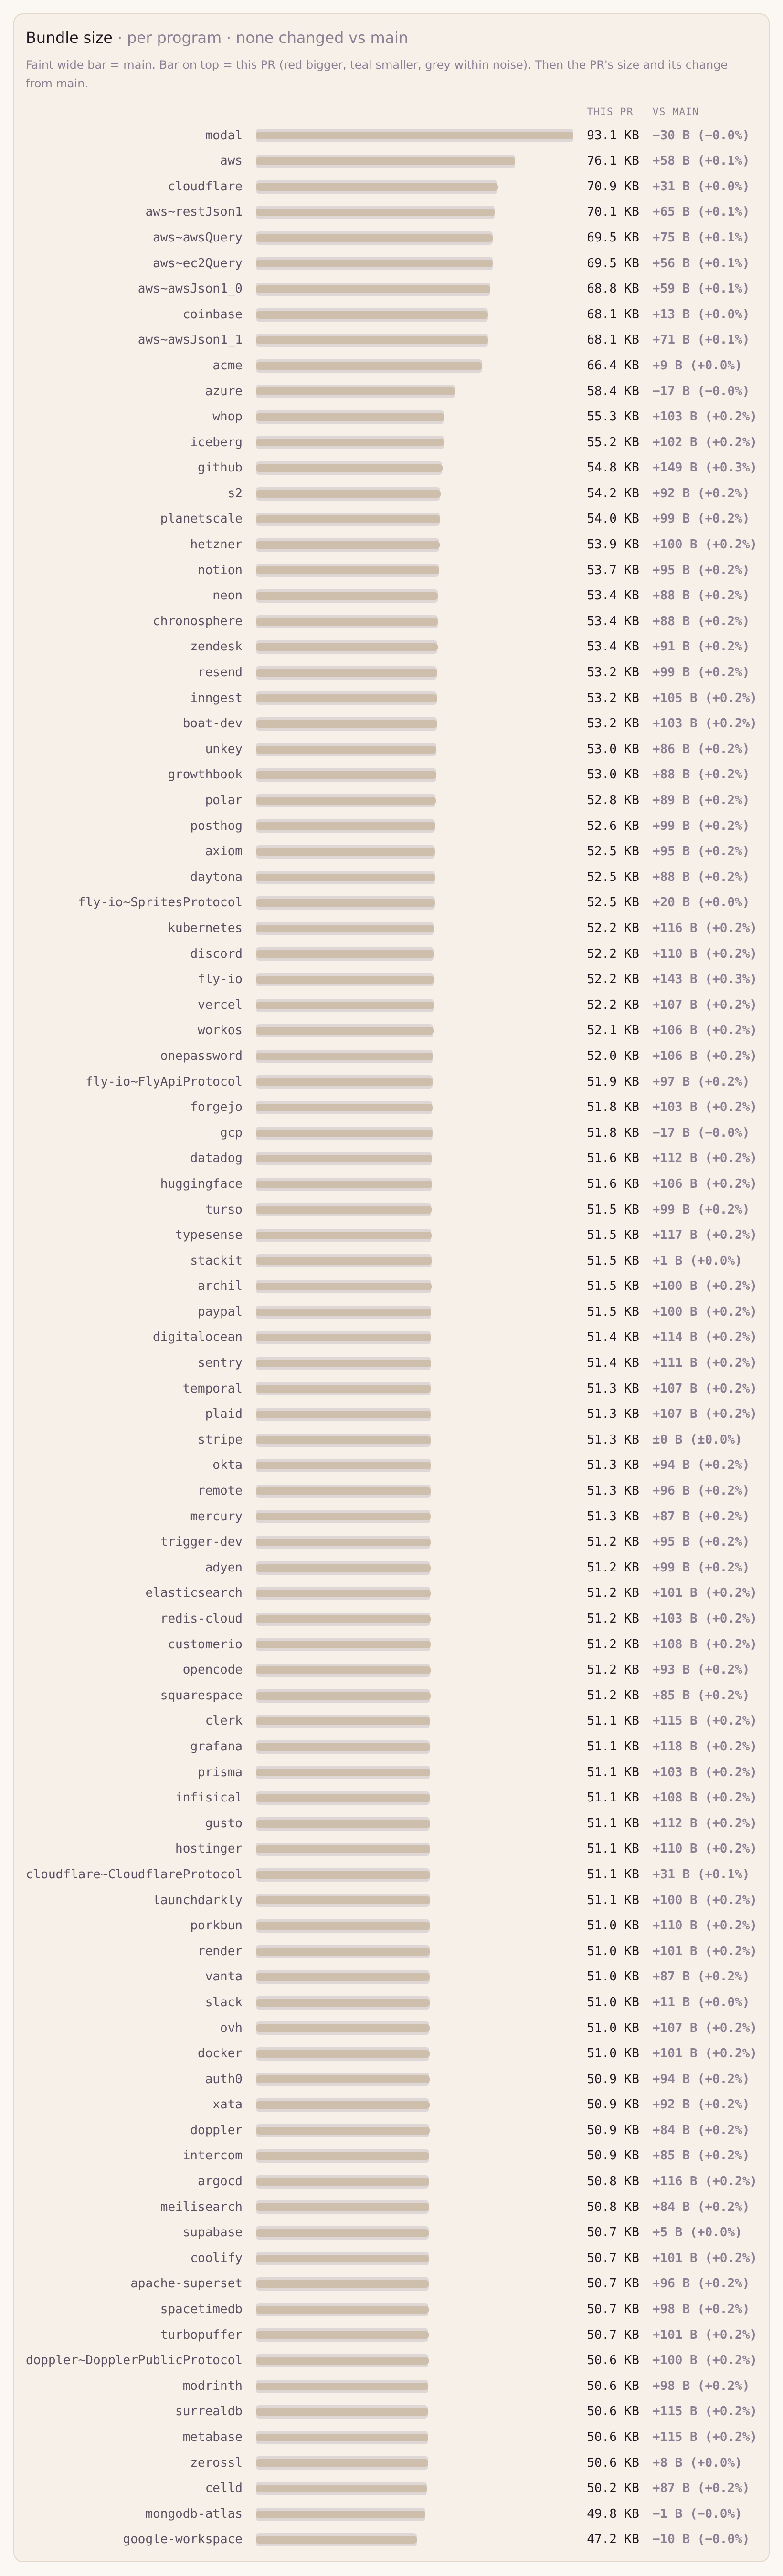 Bundle size · per program · none changed vs main
Faint wide bar = main. Bar on top = this PR (red bigger, teal smaller, grey within noise). Then the PR's size and its change
from main.
THIS PR VS MAIN
modal 93.1 KB −30 B (−0.0%)
aws 76.1 KB +58 B (+0.1%)
cloudflare 70.9 KB +31 B (+0.0%)
aws~restJson1 70.1 KB +65 B (+0.1%)
aws~awsQuery 69.5 KB +75 B (+0.1%)
aws~ec2Query 69.5 KB +56 B (+0.1%)
aws~awsJson1_0 68.8 KB +59 B (+0.1%)
coinbase 68.1 KB +13 B (+0.0%)
aws~awsJson1_1 68.1 KB +71 B (+0.1%)
acme 66.4 KB +9 B (+0.0%)
azure 58.4 KB −17 B (−0.0%)
whop 55.3 KB +103 B (+0.2%)
iceberg 55.2 KB +102 B (+0.2%)
github 54.8 KB +149 B (+0.3%)
s2 54.2 KB +92 B (+0.2%)
planetscale 54.0 KB +99 B (+0.2%)
hetzner 53.9 KB +100 B (+0.2%)
notion 53.7 KB +95 B (+0.2%)
neon 53.4 KB +88 B (+0.2%)
chronosphere 53.4 KB +88 B (+0.2%)
zendesk 53.4 KB +91 B (+0.2%)
resend 53.2 KB +99 B (+0.2%)
inngest 53.2 KB +105 B (+0.2%)
boat-dev 53.2 KB +103 B (+0.2%)
unkey 53.0 KB +86 B (+0.2%)
growthbook 53.0 KB +88 B (+0.2%)
polar 52.8 KB +89 B (+0.2%)
posthog 52.6 KB +99 B (+0.2%)
axiom 52.5 KB +95 B (+0.2%)
daytona 52.5 KB +88 B (+0.2%)
fly-io~SpritesProtocol 52.5 KB +20 B (+0.0%)
kubernetes 52.2 KB +116 B (+0.2%)
discord 52.2 KB +110 B (+0.2%)
fly-io 52.2 KB +143 B (+0.3%)
vercel 52.2 KB +107 B (+0.2%)
workos 52.1 KB +106 B (+0.2%)
onepassword 52.0 KB +106 B (+0.2%)
fly-io~FlyApiProtocol 51.9 KB +97 B (+0.2%)
forgejo 51.8 KB +103 B (+0.2%)
gcp 51.8 KB −17 B (−0.0%)
datadog 51.6 KB +112 B (+0.2%)
huggingface 51.6 KB +106 B (+0.2%)
turso 51.5 KB +99 B (+0.2%)
typesense 51.5 KB +117 B (+0.2%)
stackit 51.5 KB +1 B (+0.0%)
archil 51.5 KB +100 B (+0.2%)
paypal 51.5 KB +100 B (+0.2%)
digitalocean 51.4 KB +114 B (+0.2%)
sentry 51.4 KB +111 B (+0.2%)
temporal 51.3 KB +107 B (+0.2%)
plaid 51.3 KB +107 B (+0.2%)
stripe 51.3 KB ±0 B (±0.0%)
okta 51.3 KB +94 B (+0.2%)
remote 51.3 KB +96 B (+0.2%)
mercury 51.3 KB +87 B (+0.2%)
trigger-dev 51.2 KB +95 B (+0.2%)
adyen 51.2 KB +99 B (+0.2%)
elasticsearch 51.2 KB +101 B (+0.2%)
redis-cloud 51.2 KB +103 B (+0.2%)
customerio 51.2 KB +108 B (+0.2%)
opencode 51.2 KB +93 B (+0.2%)
squarespace 51.2 KB +85 B (+0.2%)
clerk 51.1 KB +115 B (+0.2%)
grafana 51.1 KB +118 B (+0.2%)
prisma 51.1 KB +103 B (+0.2%)
infisical 51.1 KB +108 B (+0.2%)
gusto 51.1 KB +112 B (+0.2%)
hostinger 51.1 KB +110 B (+0.2%)
cloudflare~CloudflareProtocol 51.1 KB +31 B (+0.1%)
launchdarkly 51.1 KB +100 B (+0.2%)
porkbun 51.0 KB +110 B (+0.2%)
render 51.0 KB +101 B (+0.2%)
vanta 51.0 KB +87 B (+0.2%)
slack 51.0 KB +11 B (+0.0%)
ovh 51.0 KB +107 B (+0.2%)
docker 51.0 KB +101 B (+0.2%)
auth0 50.9 KB +94 B (+0.2%)
xata 50.9 KB +92 B (+0.2%)
doppler 50.9 KB +84 B (+0.2%)
intercom 50.9 KB +85 B (+0.2%)
argocd 50.8 KB +116 B (+0.2%)
meilisearch 50.8 KB +84 B (+0.2%)
supabase 50.7 KB +5 B (+0.0%)
coolify 50.7 KB +101 B (+0.2%)
apache-superset 50.7 KB +96 B (+0.2%)
spacetimedb 50.7 KB +98 B (+0.2%)
turbopuffer 50.7 KB +101 B (+0.2%)
doppler~DopplerPublicProtocol 50.6 KB +100 B (+0.2%)
modrinth 50.6 KB +98 B (+0.2%)
surrealdb 50.6 KB +115 B (+0.2%)
metabase 50.6 KB +115 B (+0.2%)
zerossl 50.6 KB +8 B (+0.0%)
celld 50.2 KB +87 B (+0.2%)
mongodb-atlas 49.8 KB −1 B (−0.0%)
google-workspace 47.2 KB −10 B (−0.0%)